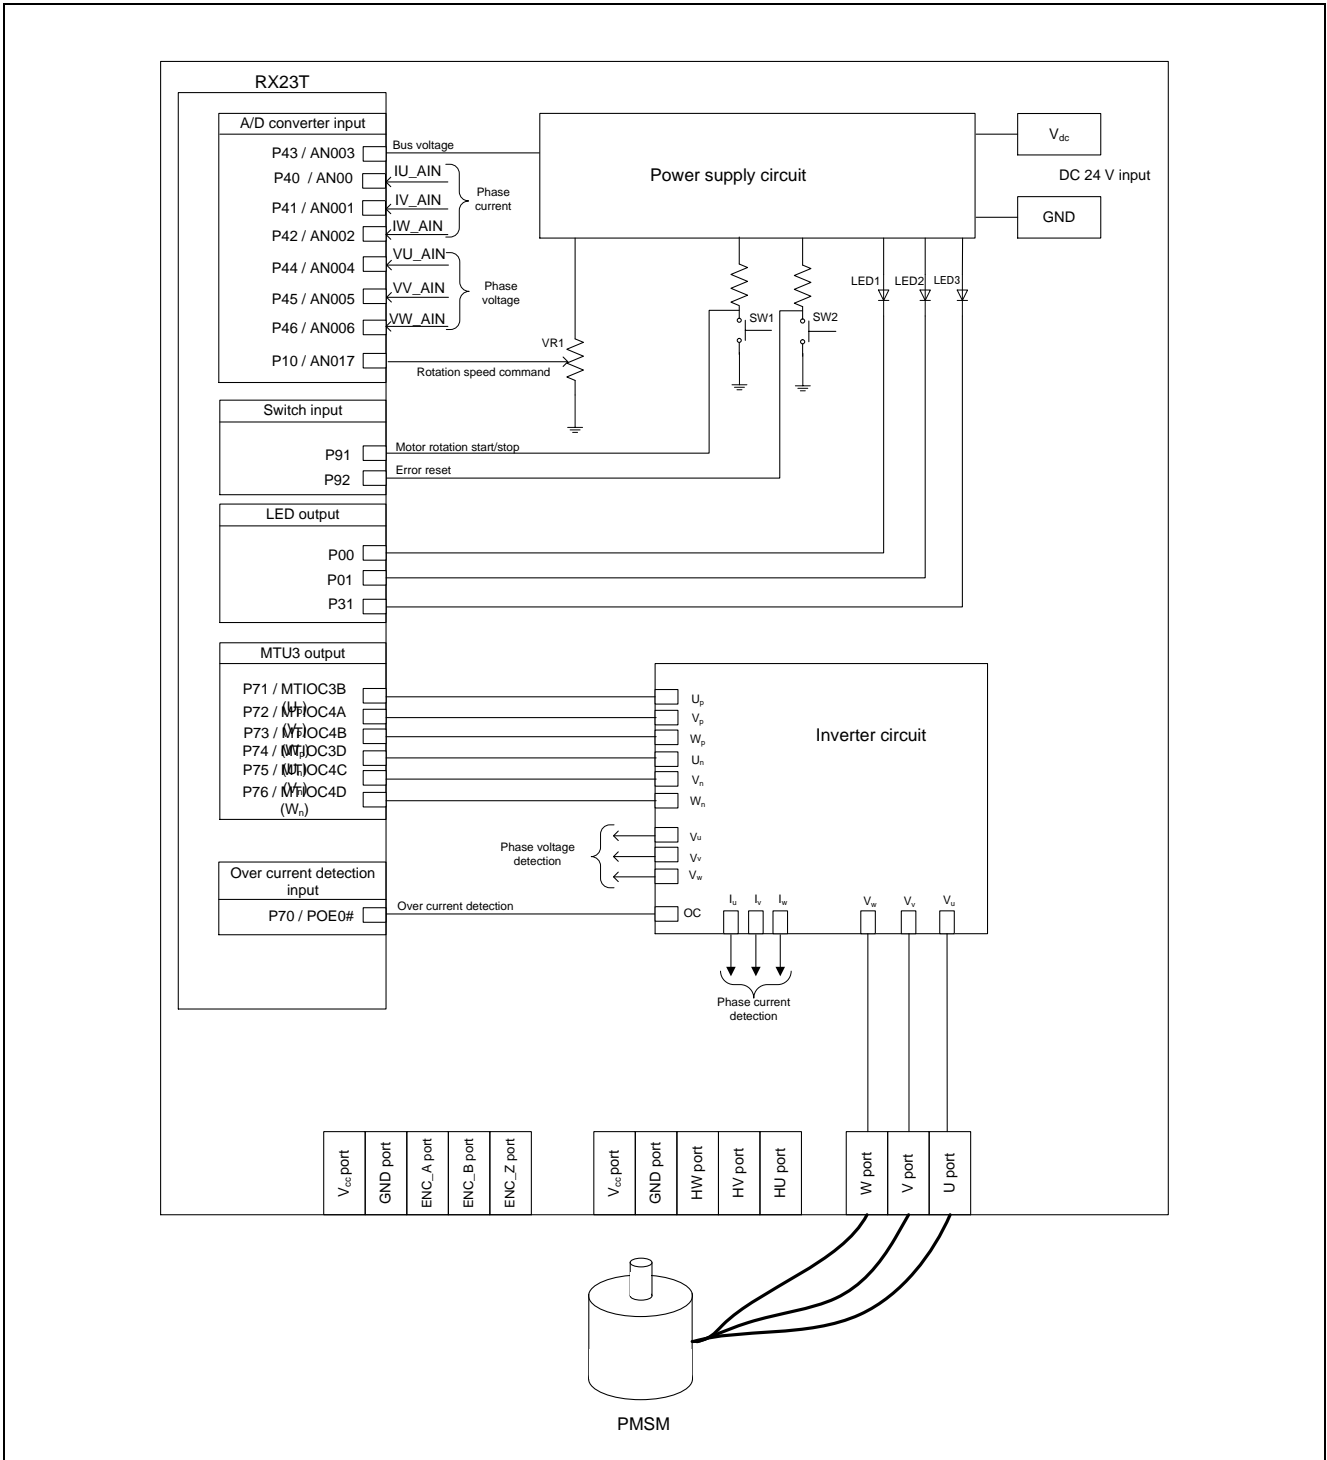 RX23T
A/D converter input
P43 / AN003
P40 / AN00
P41 / AN001
P42 / AN002
P44 / AN004
P45 / AN005
P46 / AN006
P10 / AN017
Bus voltage
IU_AIN
IV_AIN
IW_AIN
Phase
current
VU_AIN
VV_AIN
VW_AIN
Phase
voltage
Rotation speed command
VR1
Power supply circuit
Vdc
DC 24 V input
GND
SW1
SW2
LED1
LED2
LED3
Switch input
P91
Motor rotation start/stop
P92
Error reset
LED output
P00
P01
P31
MTU3 output
P71 / MTIOC3B
(Up)
P72 / MTIOC4A
(Vp)
P73 / MTIOC4B
(Wp)
P74 / MTIOC3D
(Un)
P75 / MTIOC4C
(Vn)
P76 / MTIOC4D
(Wn)
Inverter circuit
Up
Vp
Wp
Un
Vn
Wn
Vu
Vv
Vw
Phase voltage
detection
Over current detection
input
P70 / POE0#
Over current detection
OC
Iu
Iv
Iw
Vw
Vv
Vu
Phase current
detection
Vcc port
GND port
ENC_A port
ENC_B port
ENC_Z port
Vcc port
GND port
HW port
HV port
HU port
W port
V port
U port
PMSM